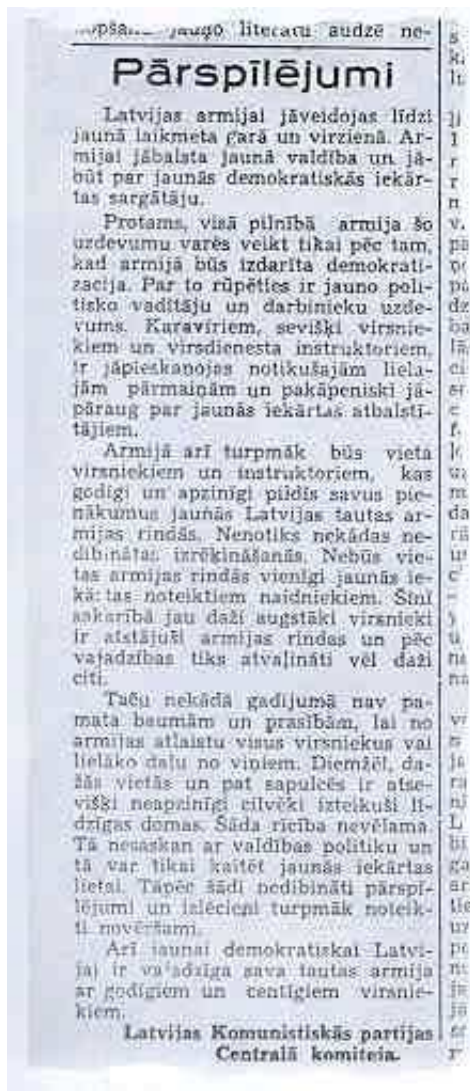 jauno literatu audzē ne-
Pārspīlējumi
Latvijas armijai jāveidojas līdzi
jaunā laikmeta garā un virzienā. Ar-
mijai jābalsta jaunā valdība un jā-
būt par jaunās demokratiskās iekār-
tas sargātāju.
Protams, visā pilnībā armija šo
uzdevumu varēs veikt tikai pēc tam,
kad armijā būs izdarīta demokrati-
zacija. Par to rūpēties ir jauno poli-
tisko vadītāju un darbinieku uzde-
vums. Karavīriem, sevišķi virsnie-
kiem un virsdienesta instruktoriem,
ir jāpieskaņojas notikušajām liela-
jām pārmaiņām un pakāpeniski jā-
pāraug par jaunās iekārtas atbalstī-
tājiem.
Armijā arī turpmāk būs vieta
virsniekiem un instruktoriem, kas
godīgi un apzinīgi pildīs savus pie-
nākumus jaunās Latvijas tautas ar-
mijas rindās. Nenotiks nekādas ne-
dibinātas izrēķināšanās. Nebūs vie-
tas armijas rindās vienīgi jaunās ie-
kārtas noteiktiem naidniekiem. Šinī
sakarībā jau daži augstāki virsnieki
ir atstājuši armijas rindas un pēc
vajadzības tiks atvaļināti vēl daži
citi.
Taču nekādā gadījumā nav pa-
mata baumām un prasībām, lai no
armijas atlaistu visus virsniekus vai
lielāko daļu no viņiem. Diemžēl, da-
žās vietās un pat sapulcēs ir atse-
višķi neapzinīgi cilvēki izteikuši lī-
dzīgas domas. Šāda rīcība nevēlama.
Tā nesaskan ar valdības politiku un
tā var tikai kaitēt jaunās iekārtas
lietai. Tāpēc šādi nedibināti pārspī-
lējumi un izlēcieni turpmāk noteik-
ti novēršami.
Arī jaunai demokratiskai Latvi-
jai ir vajadzīga sava tautas armija
ar godīgiem un centīgiem virsnie-
kiem.
Latvijas Komunistiskās partijas
Centralā komiteja.